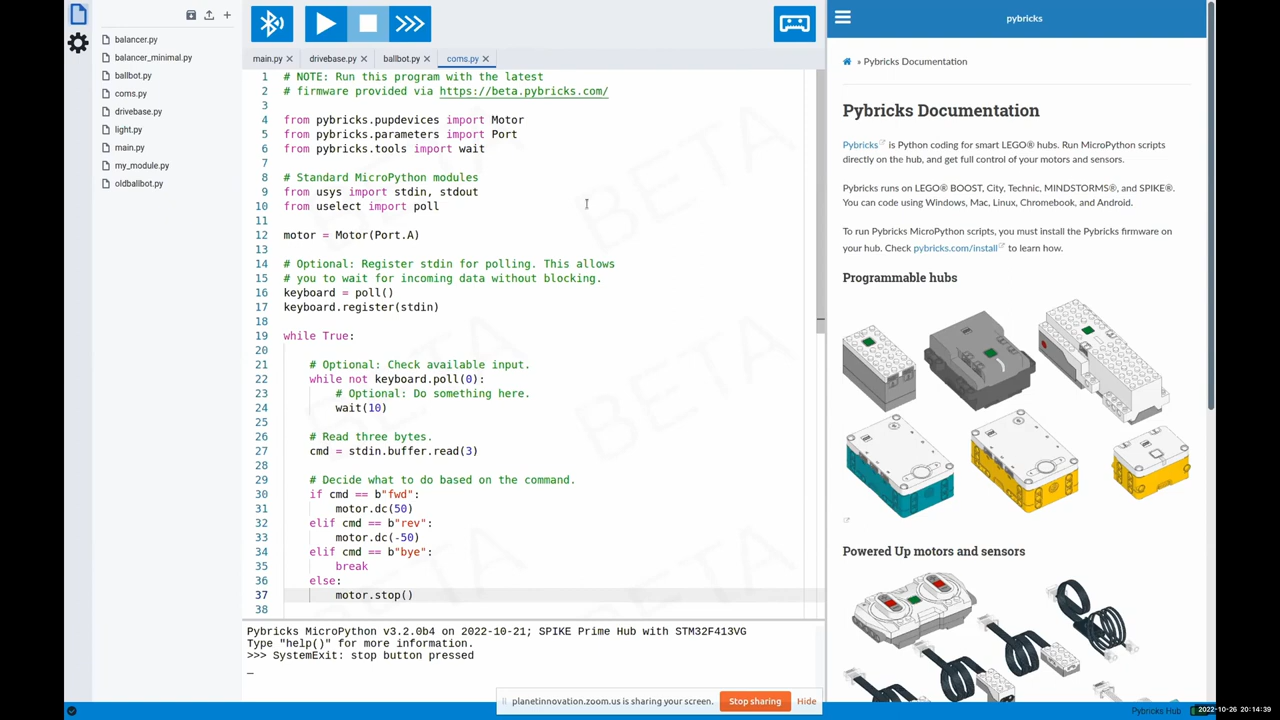 balancer.py
balancer_minimal.py
ballbot.py
coms.py
drivebase.py
light.py
main.py
my_module.py
oldballbot.py
main.py
drivebase.py
ballbot.py
coms.py
1 # NOTE: Run this program with the latest
2 # firmware provided via https://beta.pybricks.com/
3
4 from pybricks.pupdevices import Motor
5 from pybricks.parameters import Port
6 from pybricks.tools import wait
7
8 # Standard MicroPython modules
9 from usys import stdin, stdout
10 from uselect import poll
11
12 motor = Motor(Port.A)
13
14 # Optional: Register stdin for polling. This allows
15 # you to wait for incoming data without blocking.
16 keyboard = poll()
17 keyboard.register(stdin)
18
19 while True:
20
21 # Optional: Check available input.
22 while not keyboard.poll(0):
23 # Optional: Do something here.
24 wait(10)
25
26 # Read three bytes.
27 cmd = stdin.buffer.read(3)
28
29 # Decide what to do based on the command.
30 if cmd == b"fwd":
31 motor.dc(50)
32 elif cmd == b"rev":
33 motor.dc(-50)
34 elif cmd == b"bye":
35 break
36 else:
37 motor.stop()
38
BETA
BETA
BETA
BETA
BETA
BETA
Pybricks MicroPython v3.2.0b4 on 2022-10-21; SPIKE Prime Hub with STM32F413VG
Type "help()" for more information.
>>> SystemExit: stop button pressed
planetinnovation.zoom.us is sharing your screen.
Stop sharing
Hide
pybricks
» Pybricks Documentation
Pybricks Documentation
Pybricks is Python coding for smart LEGO® hubs. Run MicroPython scripts
directly on the hub, and get full control of your motors and sensors.
Pybricks runs on LEGO® BOOST, City, Technic, MINDSTORMS®, and SPIKE®.
You can code using Windows, Mac, Linux, Chromebook, and Android.
To run Pybricks MicroPython scripts, you must install the Pybricks firmware on
your hub. Check pybricks.com/install to learn how.
Programmable hubs
Powered Up motors and sensors
Pybricks Hub
2022-10-26 20:14:39